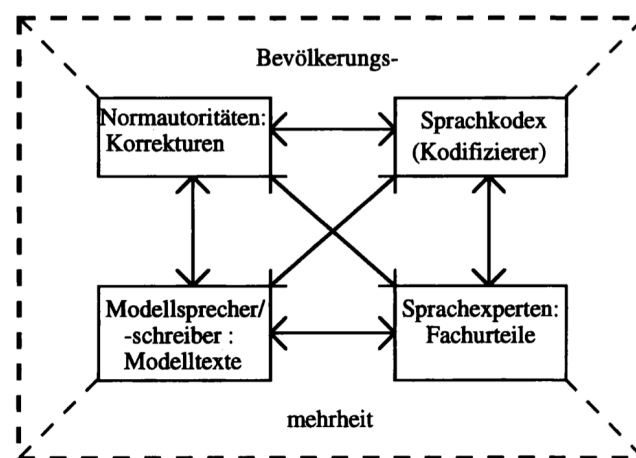 Bevölkerungs-
Normautoritäten:
Korrekturen
Sprachkodex
(Kodifizierer)
Modellsprecher/
-schreiber :
Modelltexte
Sprachexperten:
Fachurteile
mehrheit